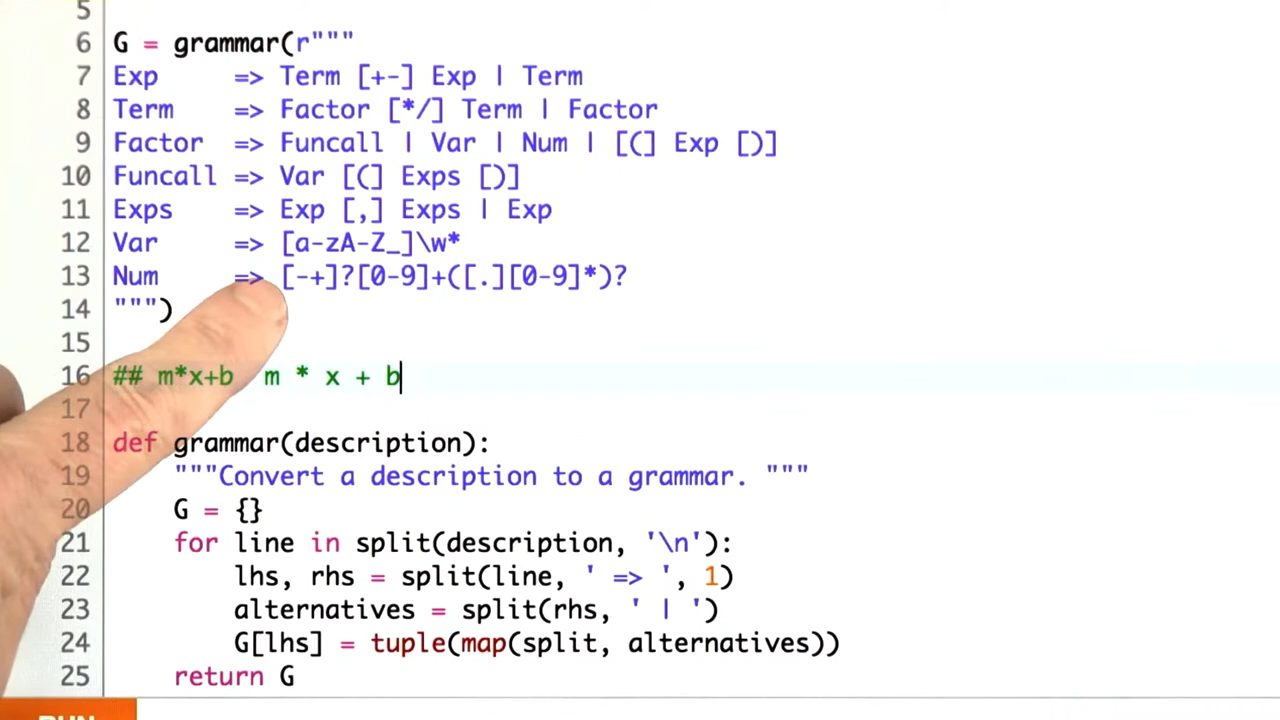 5
6 G = grammar(r"""
7 Exp => Term [+-] Exp | Term
8 Term => Factor [*/] Term | Factor
9 Factor => Funcall | Var | Num | [(] Exp [)]
10 Funcall => Var [(] Exps [)]
11 Exps => Exp [,] Exps | Exp
12 Var => [a-zA-Z_]\w*
13 Num => [-+]?[0-9]+([.][0-9]*)?
14 """)
15
16 ## m*x+b m * x + b
17
18 def grammar(description):
19 """Convert a description to a grammar. """
20 G = {}
21 for line in split(description, '\n'):
22 lhs, rhs = split(line, ' => ', 1)
23 alternatives = split(rhs, ' | ')
24 G[lhs] = tuple(map(split, alternatives))
25 return G
RUN